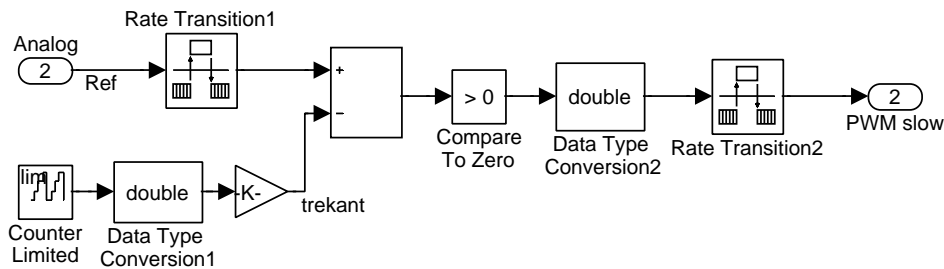 Rate Transition1
Analog
2
Ref
+
−
> 0
Compare
To Zero
double
Data Type
Conversion2
Rate Transition2
2
PWM slow
lim
Counter
Limited
double
Data Type
Conversion1
-K-
trekant